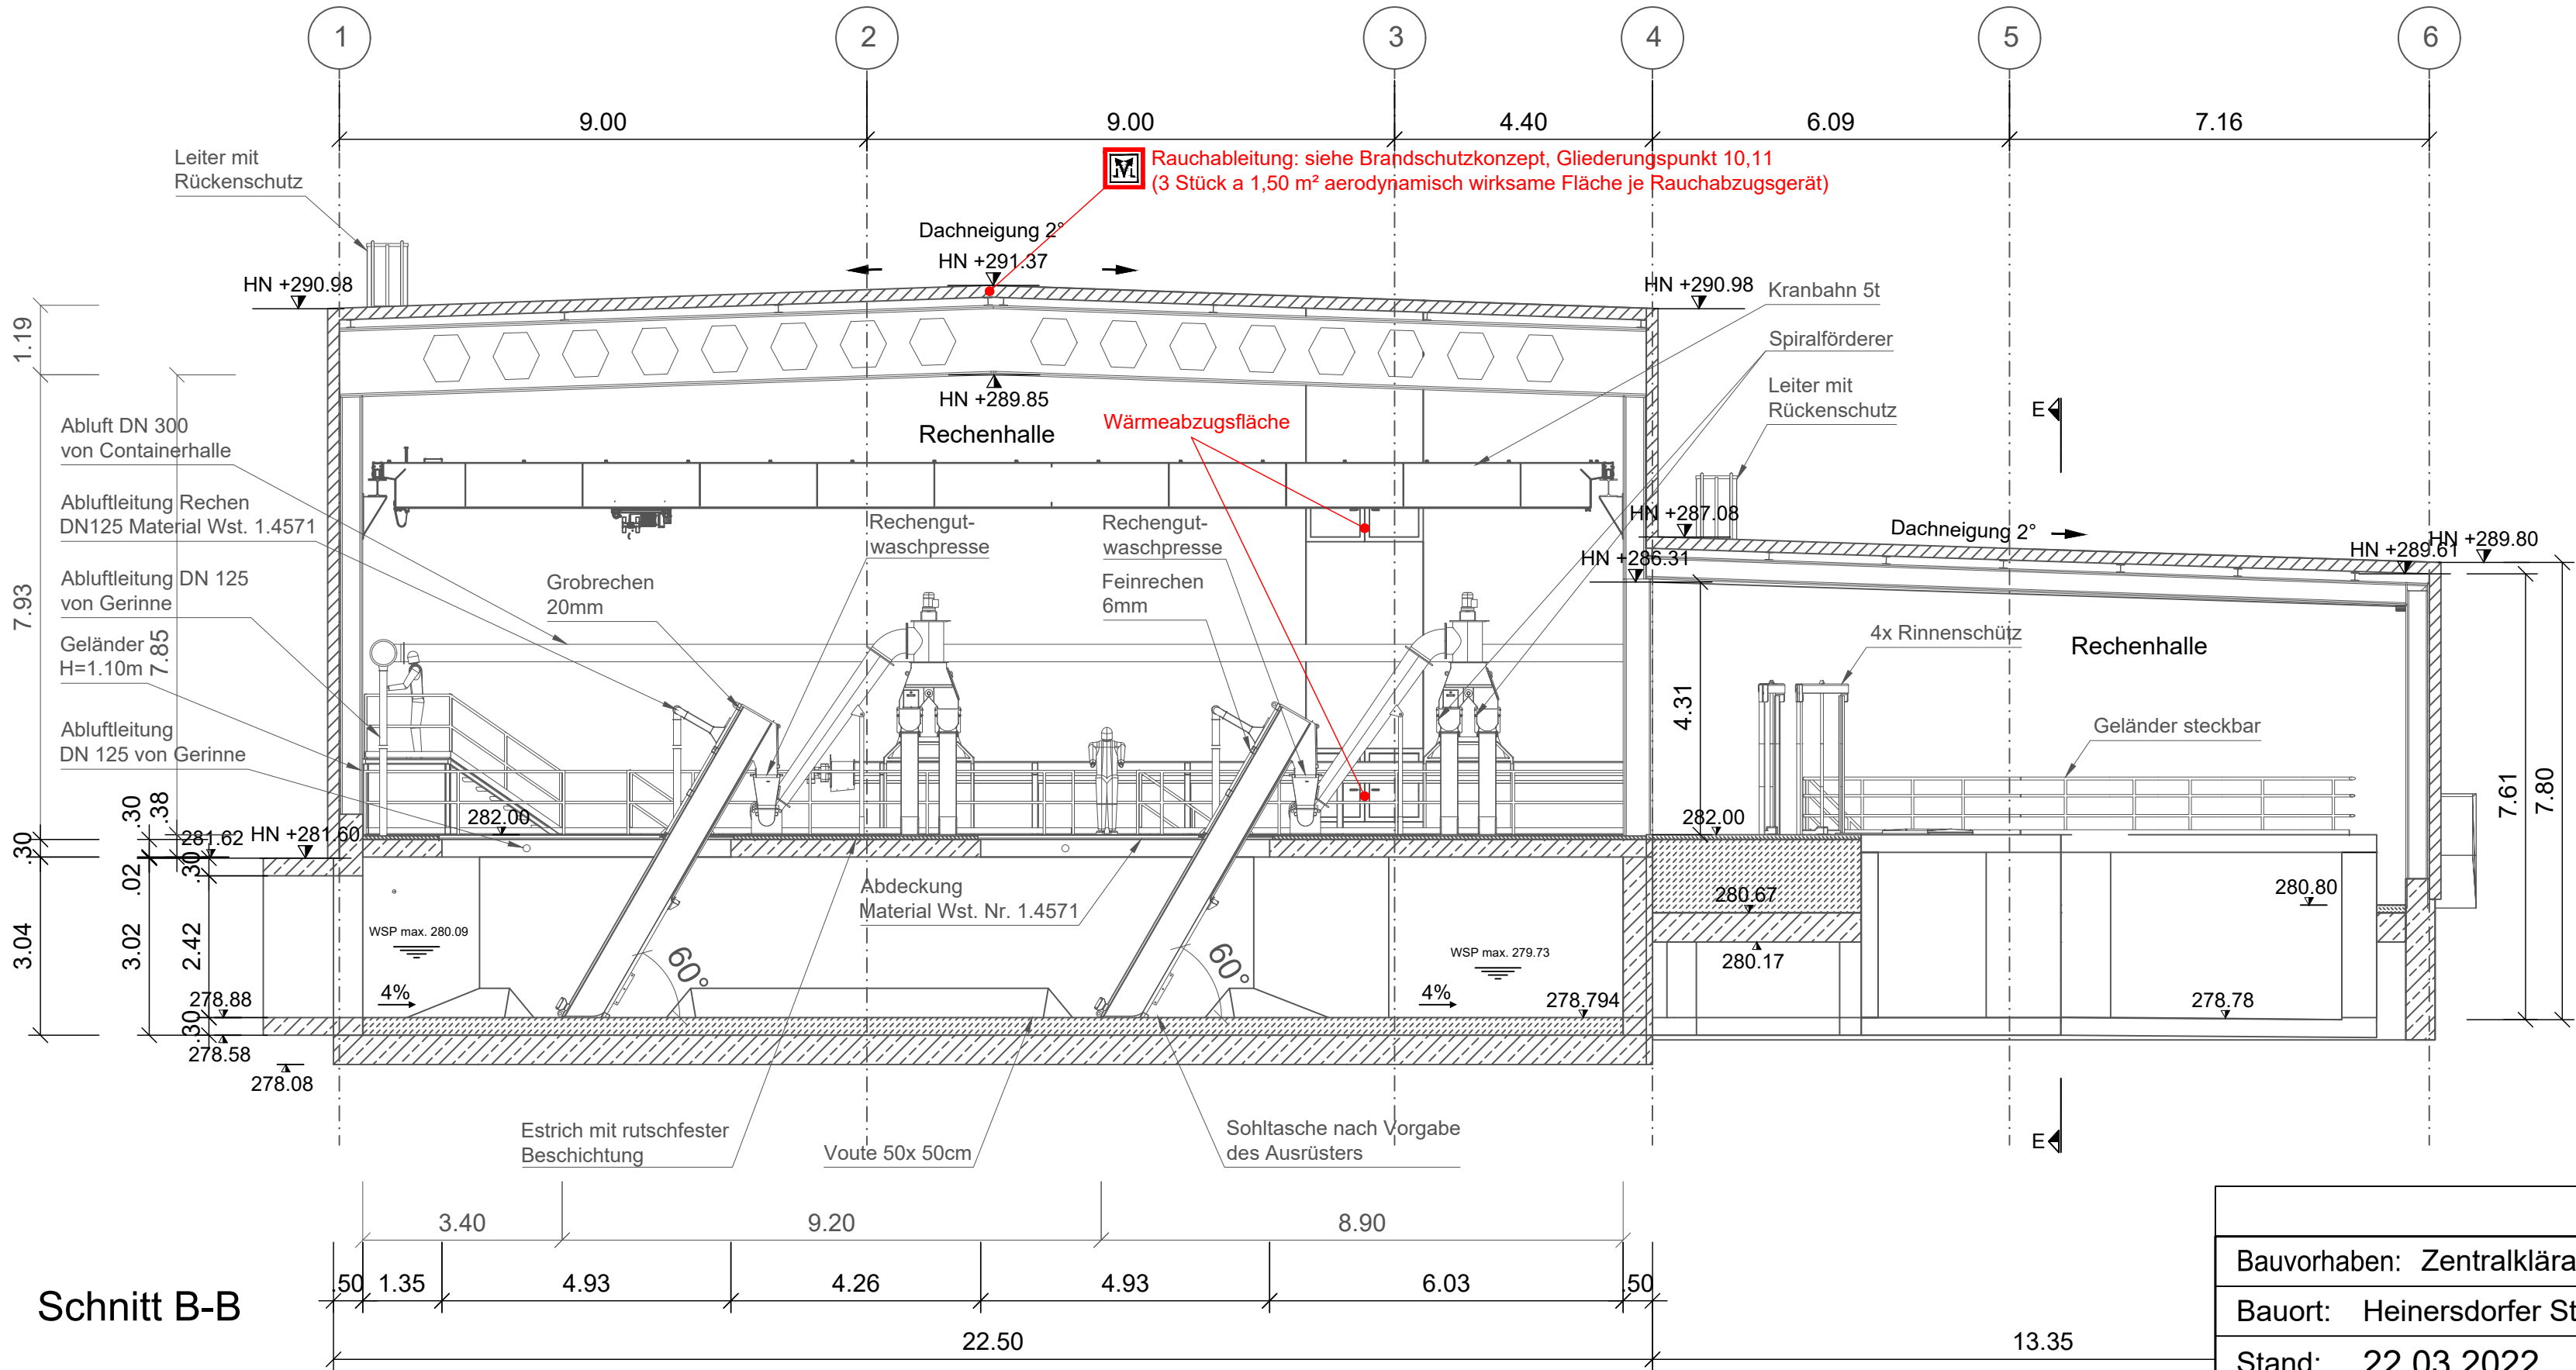 1 2 3 4 5 6
9.00 9.00 4.40 6.09 7.16
Leiter mit
Rückenschutz
Rauchableitung: siehe Brandschutzkonzept, Gliederungspunkt 10,11
(3 Stück a 1,50 m² aerodynamisch wirksame Fläche je Rauchabzugsgerät)
Dachneigung 2°
HN +291.37
HN +290.98
HN +290.98
Kranbahn 5t
Spiralförderer
Leiter mit
Rückenschutz
1.19
HN +289.85
Rechenhalle
Wärmeabzugsfläche
E
Abluft DN 300
von Containerhalle
Abluftleitung Rechen
DN125 Material Wst. 1.4571
Abluftleitung DN 125
von Gerinne
Geländer
H=1.10m
Abluftleitung
DN 125 von Gerinne
7.93
7.85
Grobrechen
20mm
Rechengut-
waschpresse
Rechengut-
waschpresse
Feinrechen
6mm
HN +287.08
HN +286.31
Dachneigung 2°
HN +289.61
HN +289.80
4x Rinnenschütz
Rechenhalle
4.31
Geländer steckbar
7.61
7.80
.30
.30
.38
281.62
HN +281.60
282.00
282.00
.02
.30
3.04
3.02
2.42
WSP max. 280.09
Abdeckung
Material Wst. Nr. 1.4571
280.67
280.80
60°
60°
WSP max. 279.73
280.17
4%
4%
278.88
278.794
278.78
.30
278.58
278.08
Estrich mit rutschfester
Beschichtung
Voute 50x 50cm
Sohltasche nach Vorgabe
des Ausrüsters
E
3.40 9.20 8.90
.50 1.35 4.93 4.26 4.93 6.03 .50
22.50 13.35
Schnitt B-B
Bauvorhaben: Zentralklära
Bauort: Heinersdorfer St
Stand: 22.03.2022